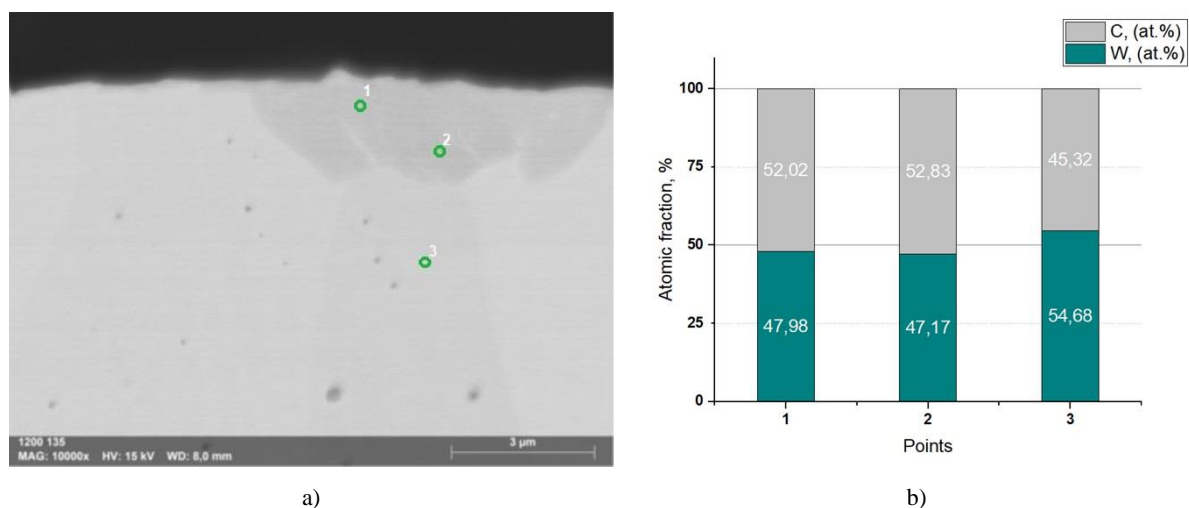 1
2
3
1200 135
MAG: 10000x HV: 15 kV WD: 8,0 mm
3 µm
a)
C, (at.%)
W, (at.%)
Atomic fraction, %
100
75
50
25
0
52,02
52,83
45,32
47,98
47,17
54,68
1
2
3
Points
b)